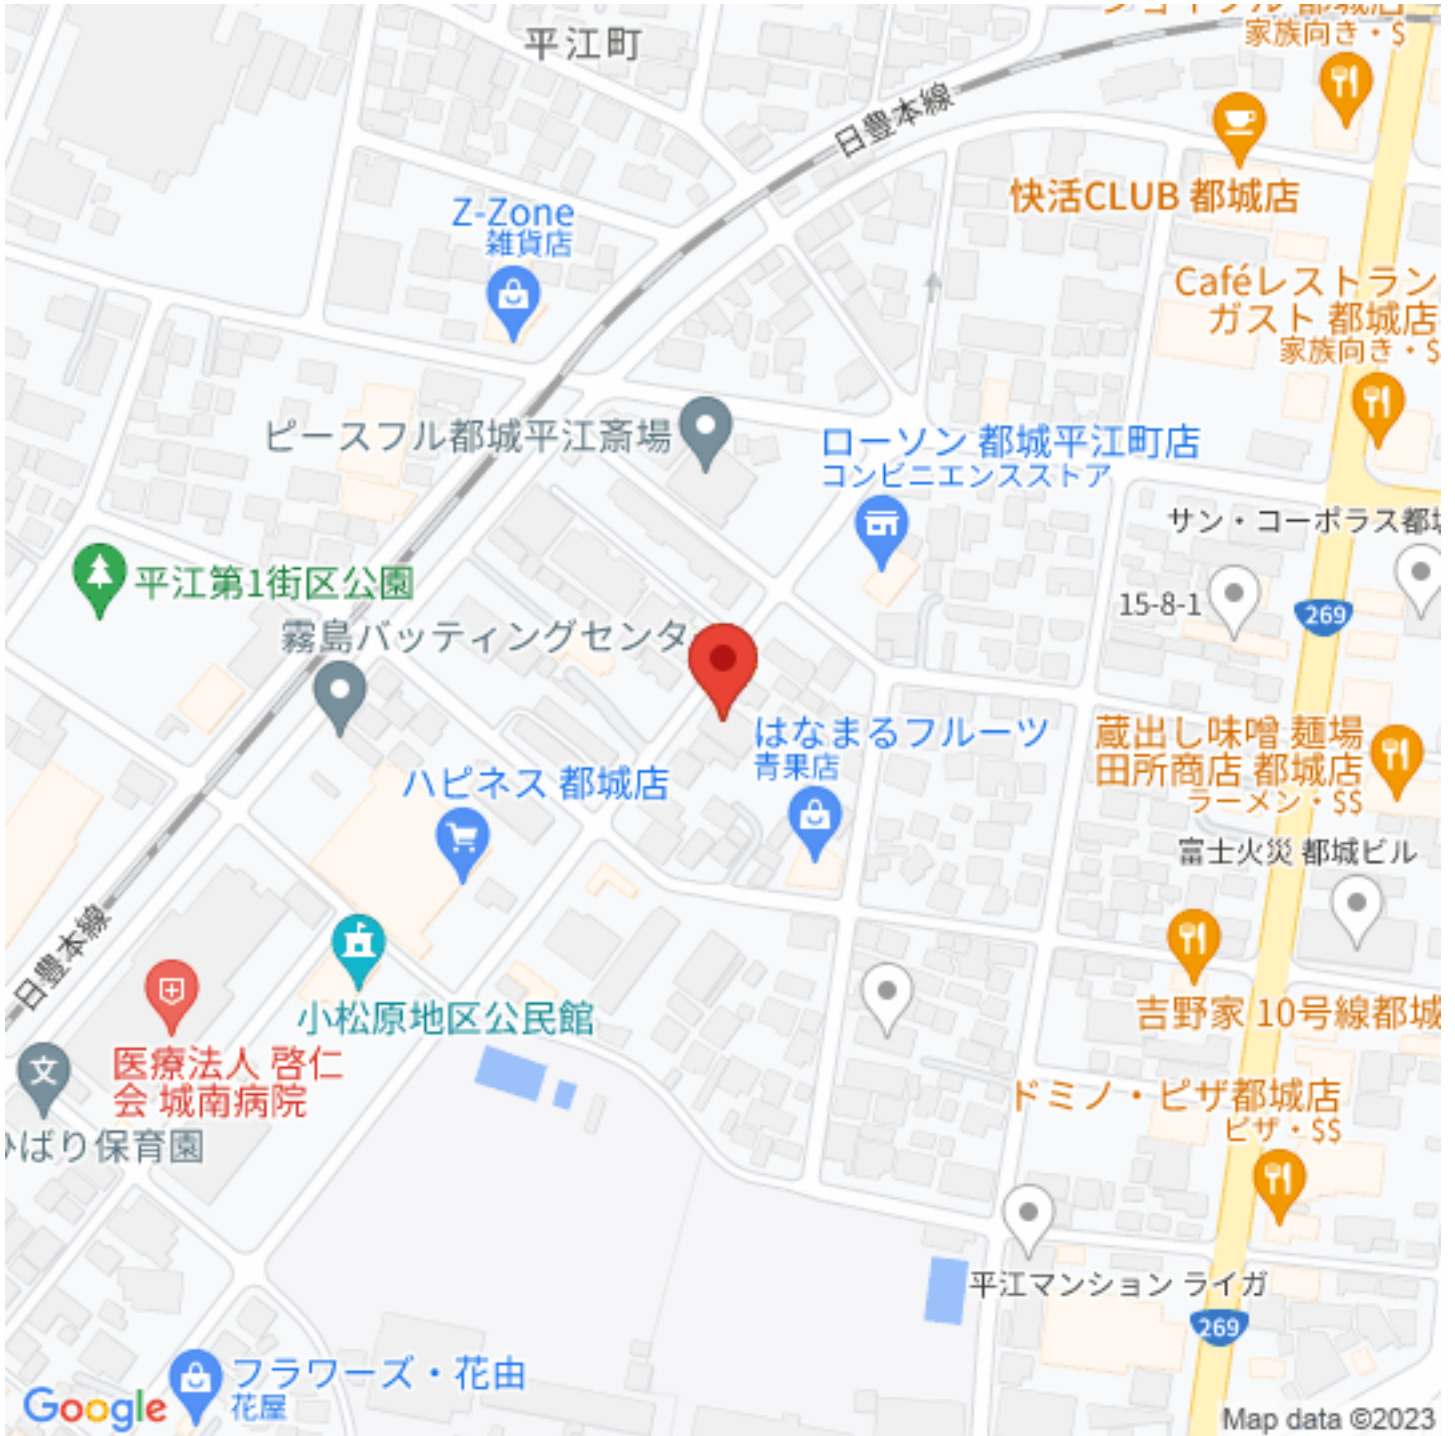 家族向き・$
平江町
日豊本線
快活CLUB 都城店
Z-Zone
雑貨店
Caféレストラン
ガスト 都城店
家族向き・$
ピースフル都城平江斎場
ローソン 都城平江町店
コンビニエンスストア
サン・コーポラス都城
平江第1街区公園
15-8-1
269
霧島バッティングセンタ
はなまるフルーツ
青果店
蔵出し味噌 麺場
田所商店 都城店
ラーメン・$$
ハピネス 都城店
富士火災 都城ビル
日豊本線
小松原地区公民館
吉野家 10号線都城
医療法人 啓仁
会 城南病院
文
ひばり保育園
ドミノ・ピザ都城店
ピザ・$$
平江マンション ライガ
269
フラワーズ・花由
花屋
Google
Map data ©2023